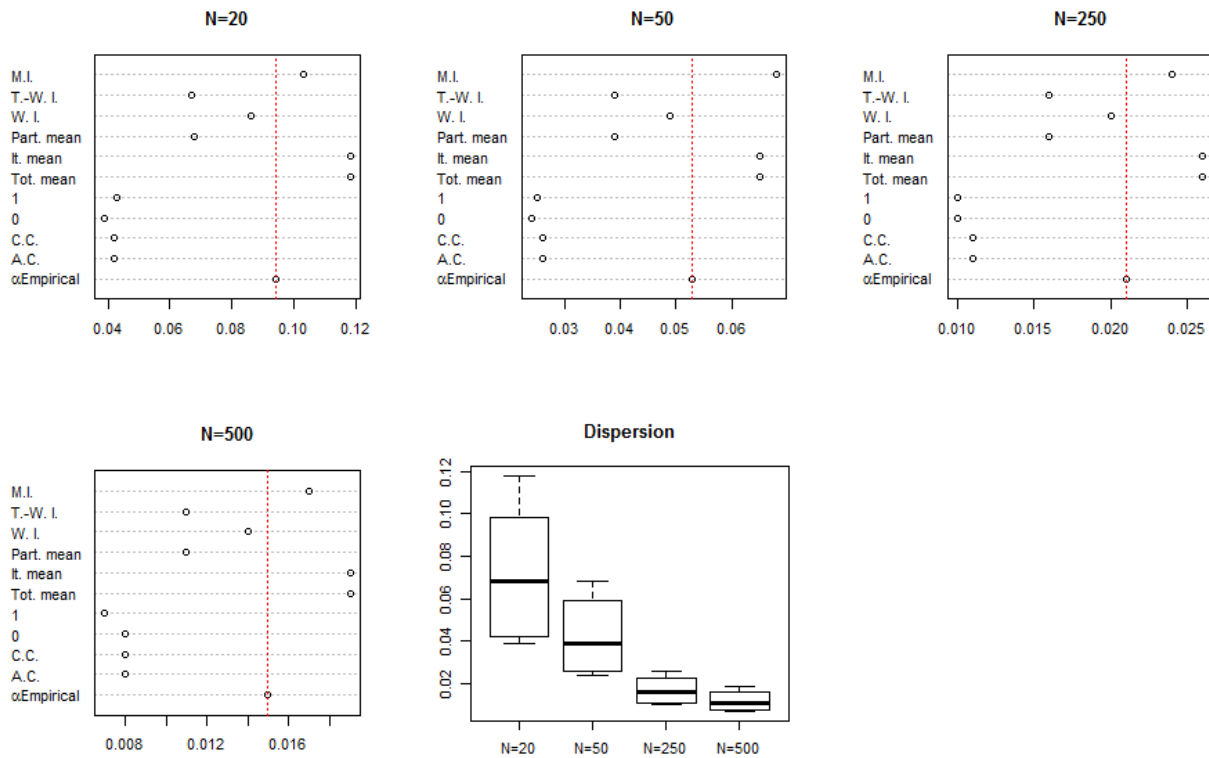 N=20
M.I.
T.-W. I.
W. I.
Part. mean
It. mean
Tot. mean
1
0
C.C.
A.C.
αEmpirical
0.04 0.06 0.08 0.10 0.12
N=50
M.I.
T.-W. I.
W. I.
Part. mean
It. mean
Tot. mean
1
0
C.C.
A.C.
αEmpirical
0.03 0.04 0.05 0.06
N=250
M.I.
T.-W. I.
W. I.
Part. mean
It. mean
Tot. mean
1
0
C.C.
A.C.
αEmpirical
0.010 0.015 0.020 0.025
N=500
M.I.
T.-W. I.
W. I.
Part. mean
It. mean
Tot. mean
1
0
C.C.
A.C.
αEmpirical
0.008 0.012 0.016
Dispersion
0.12
0.10
0.08
0.06
0.04
0.02
N=20 N=50 N=250 N=500